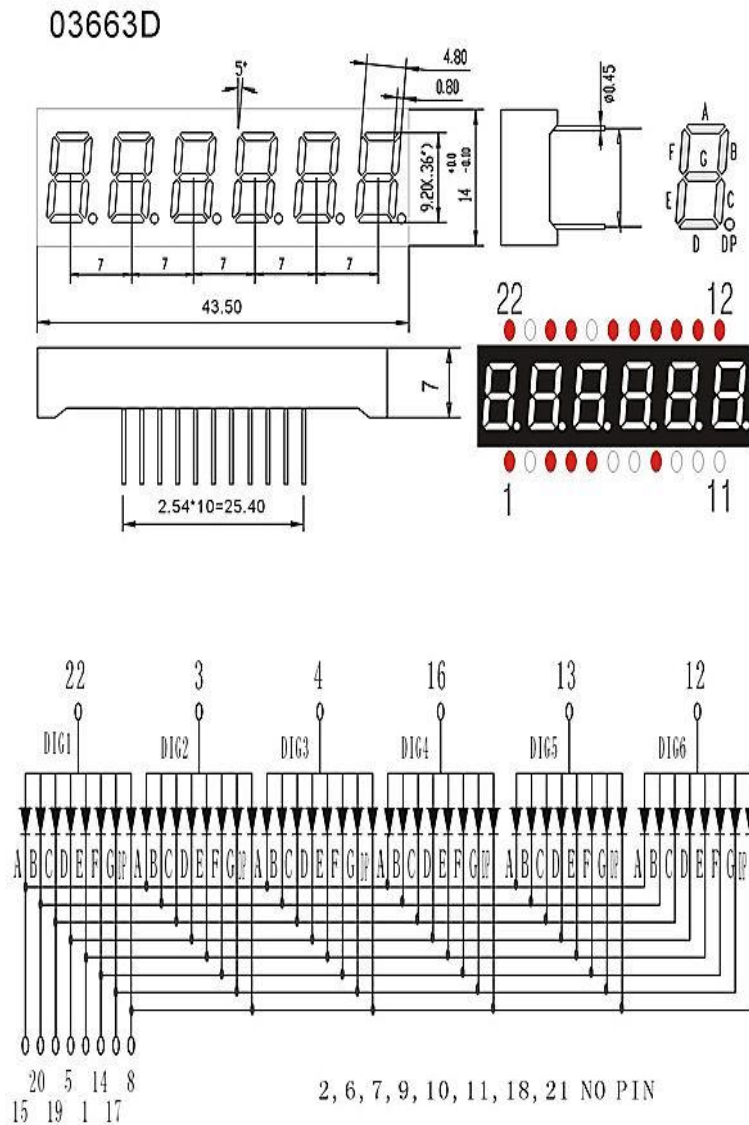 03663D
5°
4.80
0.80
9.20(.36")
14 +0.0 -0.10
ø0.45
A
F G B
E C
D DP
7 7 7 7 7
43.50
22 12
7
1 11
2.54*10=25.40
22 3 4 16 13 12
DIG1 DIG2 DIG3 DIG4 DIG5 DIG6
A B C D E F G DP A B C D E F G DP A B C D E F G DP A B C D E F G DP A B C D E F G DP A B C D E F G DP
20 5 14 8
15 19 1 17
2, 6, 7, 9, 10, 11, 18, 21 NO PIN